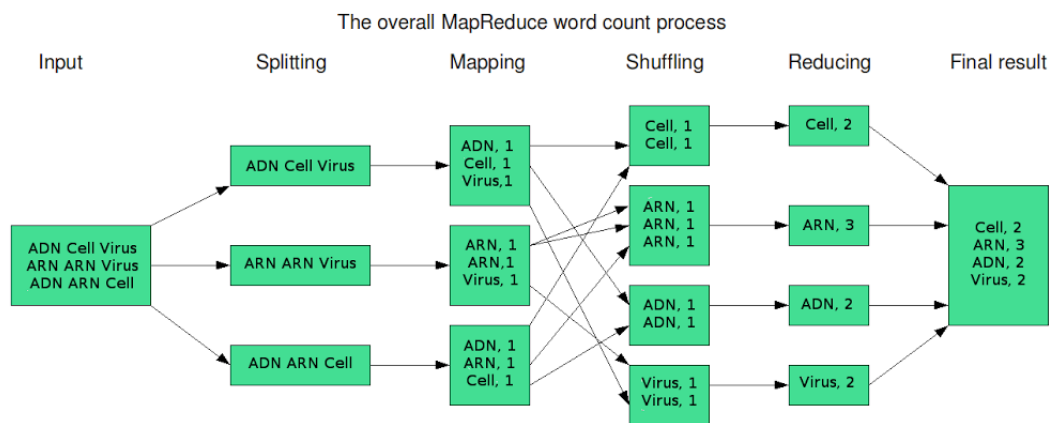 The overall MapReduce word count process
Input
Splitting
Mapping
Shuffling
Reducing
Final result
ADN Cell Virus
ARN ARN Virus
ADN ARN Cell
ADN Cell Virus
ARN ARN Virus
ADN ARN Cell
ADN, 1
Cell, 1
Virus,1
ARN, 1
ARN,1
Virus, 1
ADN, 1
ARN, 1
Cell, 1
Cell, 1
Cell, 1
ARN, 1
ARN, 1
ARN, 1
ADN, 1
ADN, 1
Virus, 1
Virus, 1
Cell, 2
ARN, 3
ADN, 2
Virus, 2
Cell, 2
ARN, 3
ADN, 2
Virus, 2